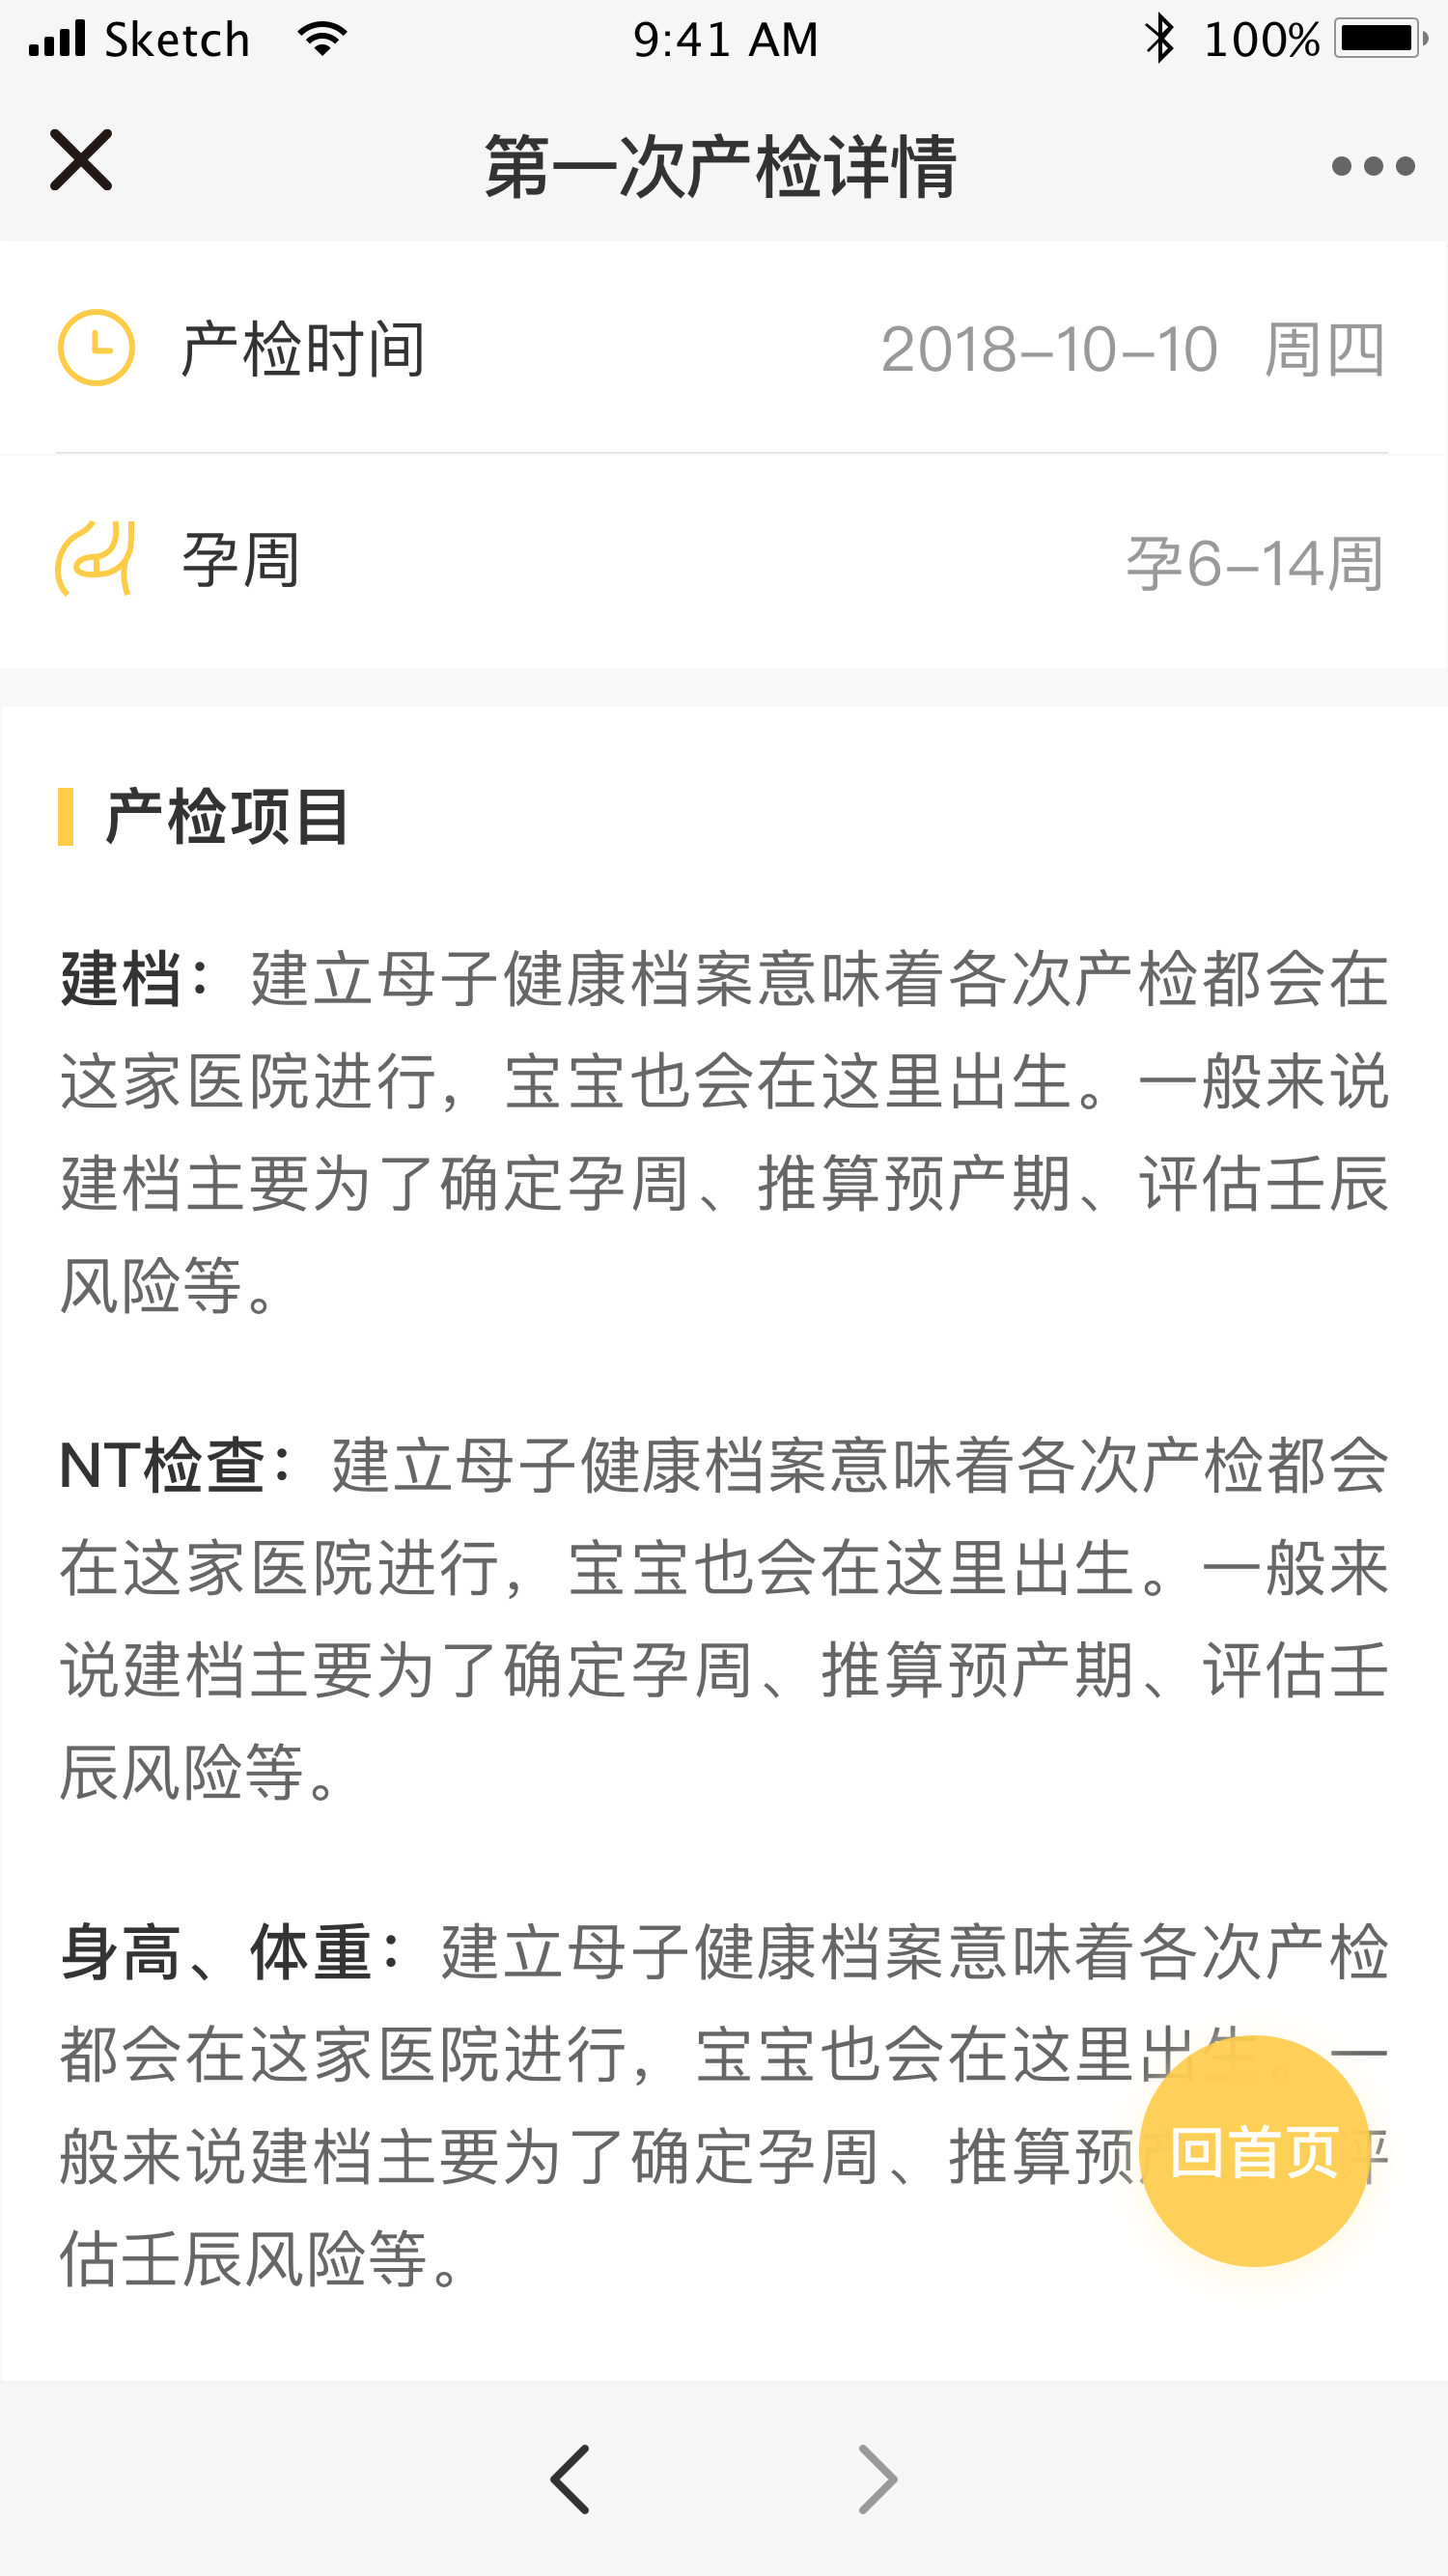 Sketch 9:41 AM 100%
第一次产检详情
产检时间 2018-10-10 周四
孕周 孕6-14周
产检项目
建档：建立母子健康档案意味着各次产检都会在
这家医院进行，宝宝也会在这里出生。一般来说
建档主要为了确定孕周、推算预产期、评估壬辰
风险等。
NT检查：建立母子健康档案意味着各次产检都会
在这家医院进行，宝宝也会在这里出生。一般来
说建档主要为了确定孕周、推算预产期、评估壬
辰风险等。
身高、体重：建立母子健康档案意味着各次产检
都会在这家医院进行，宝宝也会在这里出生。一
般来说建档主要为了确定孕周、推算预 评
估壬辰风险等。
回首页